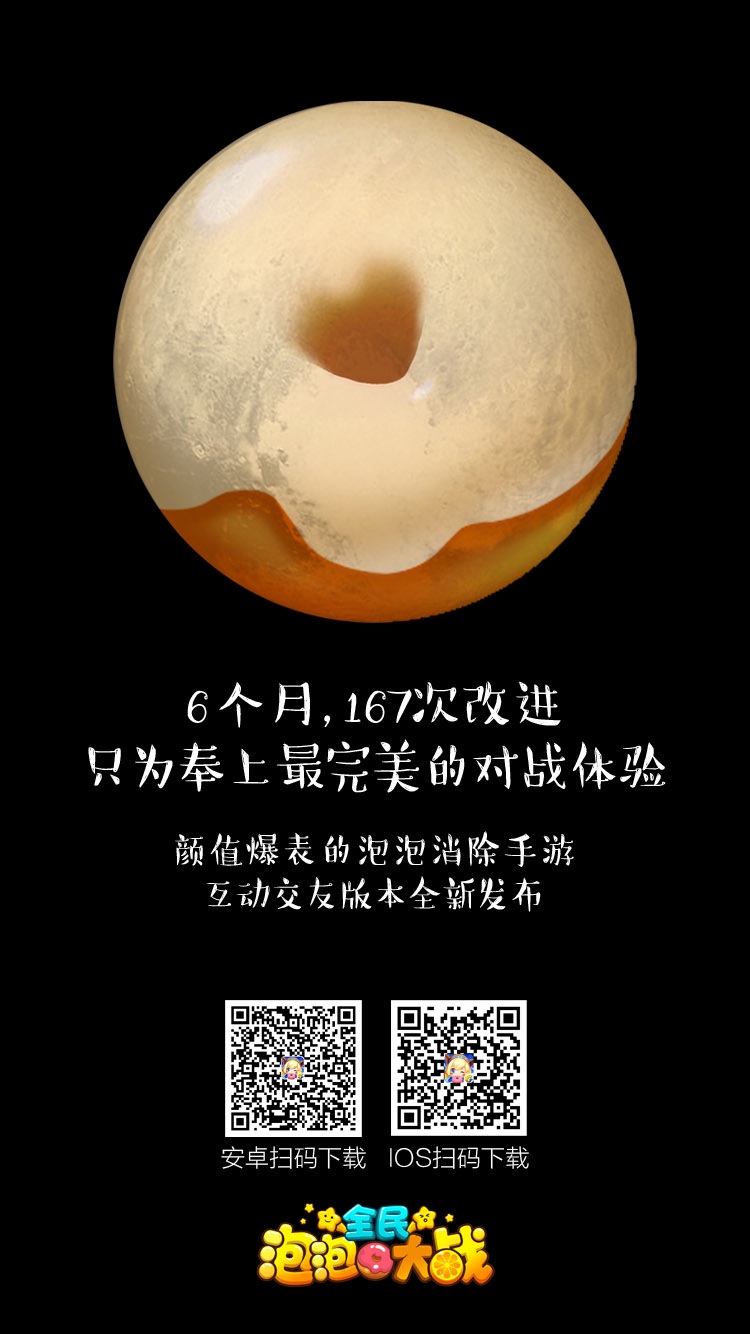 6个月,167次改进
只为奉上最完美的对战体验
颜值爆表的泡泡消除手游
互动交友版本全新发布
安卓扫码下载 IOS扫码下载
全民
泡泡大战